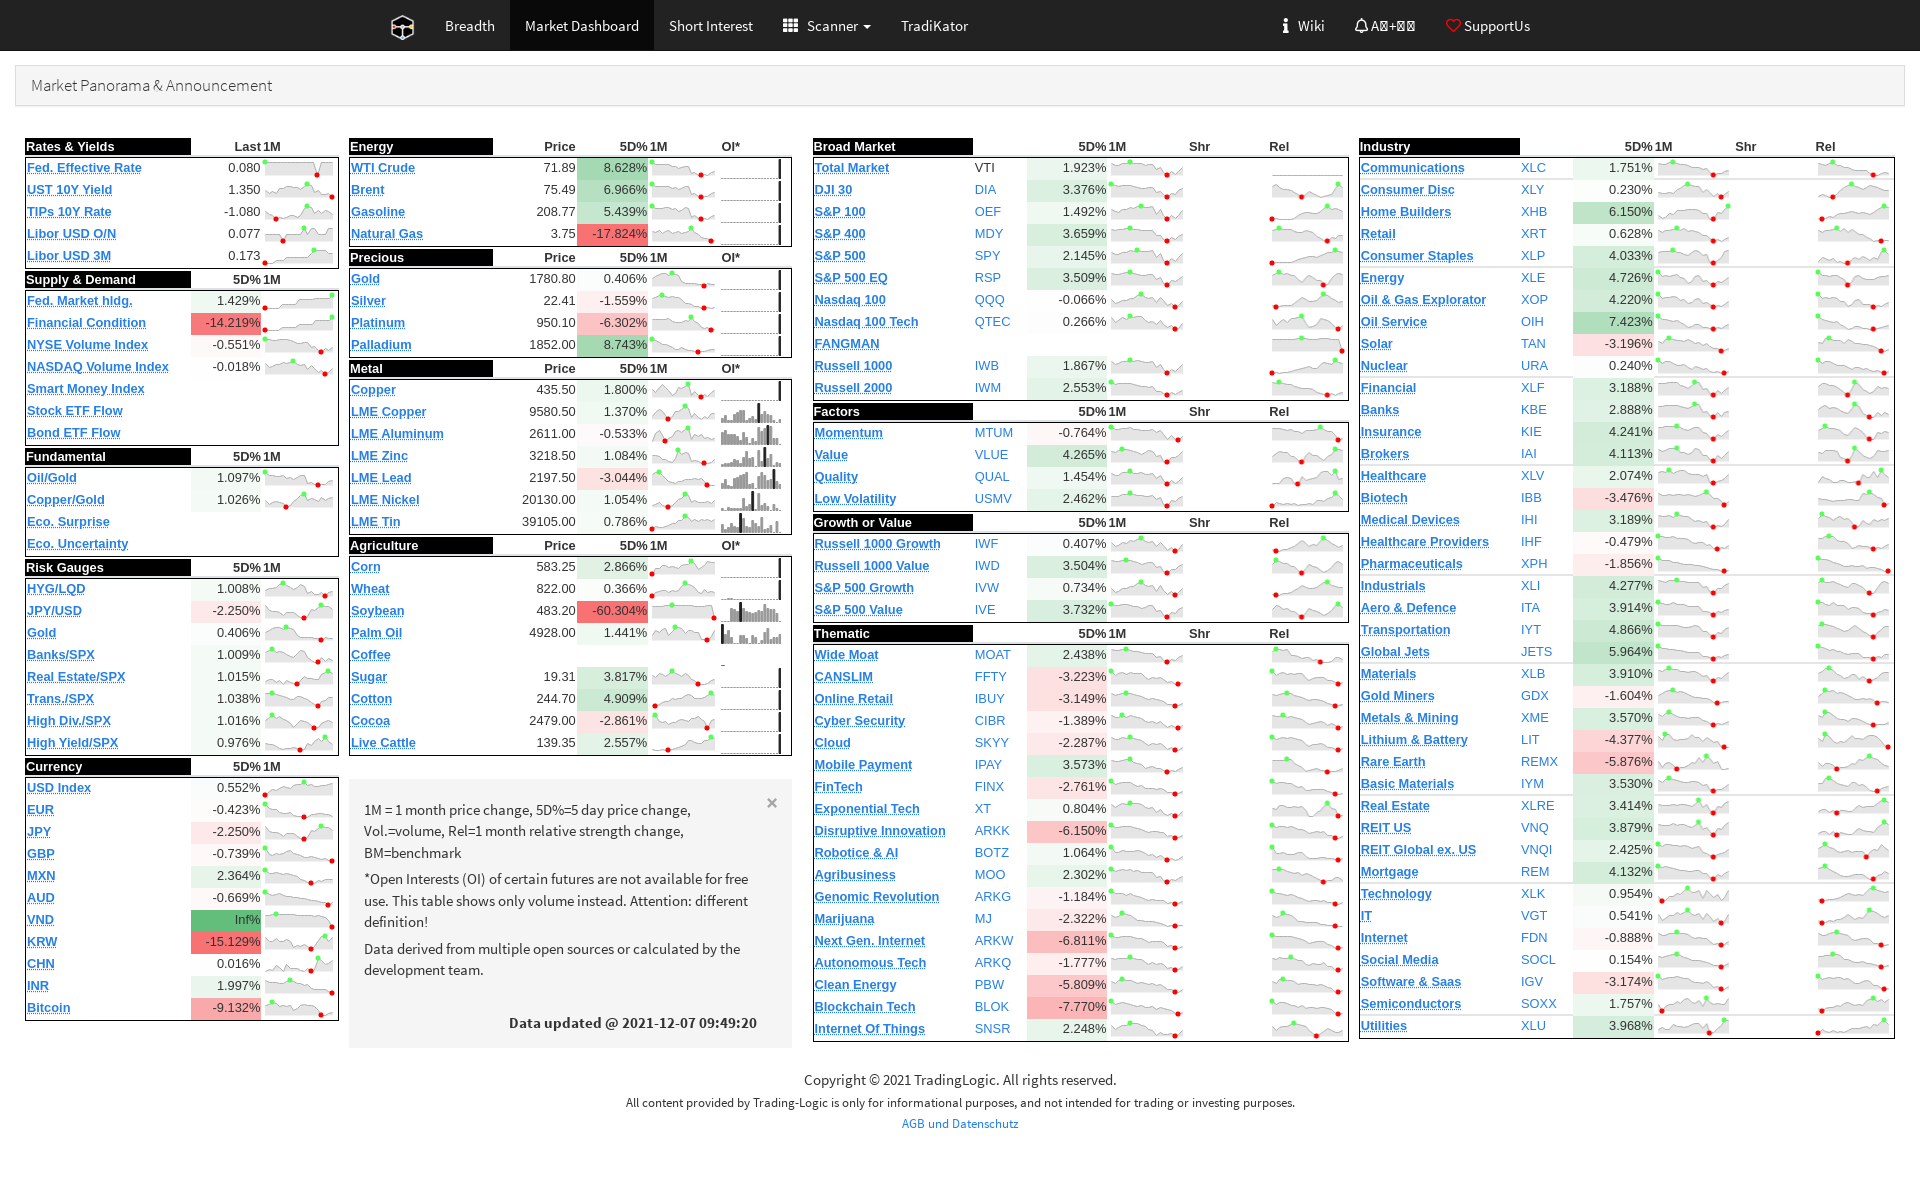 Breadth Market Dashboard Short Interest Scanner TradiKator Wiki SupportUs
Market Panorama & Announcement
Rates & Yields Last 1M
Fed. Effective Rate 0.080
UST 10Y Yield 1.350
TIPs 10Y Rate -1.080
Libor USD O/N 0.077
Libor USD 3M 0.173
Supply & Demand 5D% 1M
Fed. Market hldg. 1.429%
Financial Condition -14.219%
NYSE Volume Index -0.551%
NASDAQ Volume Index -0.018%
Smart Money Index
Stock ETF Flow
Bond ETF Flow
Fundamental 5D% 1M
Oil/Gold 1.097%
Copper/Gold 1.026%
Eco. Surprise
Eco. Uncertainty
Risk Gauges 5D% 1M
HYG/LQD 1.008%
JPY/USD -2.250%
Gold 0.406%
Banks/SPX 1.009%
Real Estate/SPX 1.015%
Trans./SPX 1.038%
High Div./SPX 1.016%
High Yield/SPX 0.976%
Currency 5D% 1M
USD Index 0.552%
EUR -0.423%
JPY -2.250%
GBP -0.739%
MXN 2.364%
AUD -0.669%
VND Inf%
KRW -15.129%
CHN 0.016%
INR 1.997%
Bitcoin -9.132%
Energy Price 5D% 1M OI*
WTI Crude 71.89 8.628%
Brent 75.49 6.966%
Gasoline 208.77 5.439%
Natural Gas 3.75 -17.824%
Precious Price 5D% 1M OI*
Gold 1780.80 0.406%
Silver 22.41 -1.559%
Platinum 950.10 -6.302%
Palladium 1852.00 8.743%
Metal Price 5D% 1M OI*
Copper 435.50 1.800%
LME Copper 9580.50 1.370%
LME Aluminum 2611.00 -0.533%
LME Zinc 3218.50 1.084%
LME Lead 2197.50 -3.044%
LME Nickel 20130.00 1.054%
LME Tin 39105.00 0.786%
Agriculture Price 5D% 1M OI*
Corn 583.25 2.866%
Wheat 822.00 0.366%
Soybean 483.20 -60.304%
Palm Oil 4928.00 1.441%
Coffee
Sugar 19.31 3.817%
Cotton 244.70 4.909%
Cocoa 2479.00 -2.861%
Live Cattle 139.35 2.557%
×
1M = 1 month price change, 5D%=5 day price change,
Vol.=volume, Rel=1 month relative strength change,
BM=benchmark
*Open Interests (OI) of certain futures are not available for free
use. This table shows only volume instead. Attention: different
definition!
Data derived from multiple open sources or calculated by the
development team.
Data updated @ 2021-12-07 09:49:20
Broad Market 5D% 1M Shr Rel
Total Market VTI 1.923%
DJI 30 DIA 3.376%
S&P 100 OEF 1.492%
S&P 400 MDY 3.659%
S&P 500 SPY 2.145%
S&P 500 EQ RSP 3.509%
Nasdaq 100 QQQ -0.066%
Nasdaq 100 Tech QTEC 0.266%
FANGMAN
Russell 1000 IWB 1.867%
Russell 2000 IWM 2.553%
Factors 5D% 1M Shr Rel
Momentum MTUM -0.764%
Value VLUE 4.265%
Quality QUAL 1.454%
Low Volatility USMV 2.462%
Growth or Value 5D% 1M Shr Rel
Russell 1000 Growth IWF 0.407%
Russell 1000 Value IWD 3.504%
S&P 500 Growth IVW 0.734%
S&P 500 Value IVE 3.732%
Thematic 5D% 1M Shr Rel
Wide Moat MOAT 2.438%
CANSLIM FFTY -3.223%
Online Retail IBUY -3.149%
Cyber Security CIBR -1.389%
Cloud SKYY -2.287%
Mobile Payment IPAY 3.573%
FinTech FINX -2.761%
Exponential Tech XT 0.804%
Disruptive Innovation ARKK -6.150%
Robotice & AI BOTZ 1.064%
Agribusiness MOO 2.302%
Genomic Revolution ARKG -1.184%
Marijuana MJ -2.322%
Next Gen. Internet ARKW -6.811%
Autonomous Tech ARKQ -1.777%
Clean Energy PBW -5.809%
Blockchain Tech BLOK -7.770%
Internet Of Things SNSR 2.248%
Industry 5D% 1M Shr Rel
Communications XLC 1.751%
Consumer Disc XLY 0.230%
Home Builders XHB 6.150%
Retail XRT 0.628%
Consumer Staples XLP 4.033%
Energy XLE 4.726%
Oil & Gas Explorator XOP 4.220%
Oil Service OIH 7.423%
Solar TAN -3.196%
Nuclear URA 0.240%
Financial XLF 3.188%
Banks KBE 2.888%
Insurance KIE 4.241%
Brokers IAI 4.113%
Healthcare XLV 2.074%
Biotech IBB -3.476%
Medical Devices IHI 3.189%
Healthcare Providers IHF -0.479%
Pharmaceuticals XPH -1.856%
Industrials XLI 4.277%
Aero & Defence ITA 3.914%
Transportation IYT 4.866%
Global Jets JETS 5.964%
Materials XLB 3.910%
Gold Miners GDX -1.604%
Metals & Mining XME 3.570%
Lithium & Battery LIT -4.377%
Rare Earth REMX -5.876%
Basic Materials IYM 3.530%
Real Estate XLRE 3.414%
REIT US VNQ 3.879%
REIT Global ex. US VNQI 2.425%
Mortgage REM 4.132%
Technology XLK 0.954%
IT VGT 0.541%
Internet FDN -0.888%
Social Media SOCL 0.154%
Software & Saas IGV -3.174%
Semiconductors SOXX 1.757%
Utilities XLU 3.968%
Copyright © 2021 TradingLogic. All rights reserved.
All content provided by Trading-Logic is only for informational purposes, and not intended for trading or investing purposes.
AGB und Datenschutz